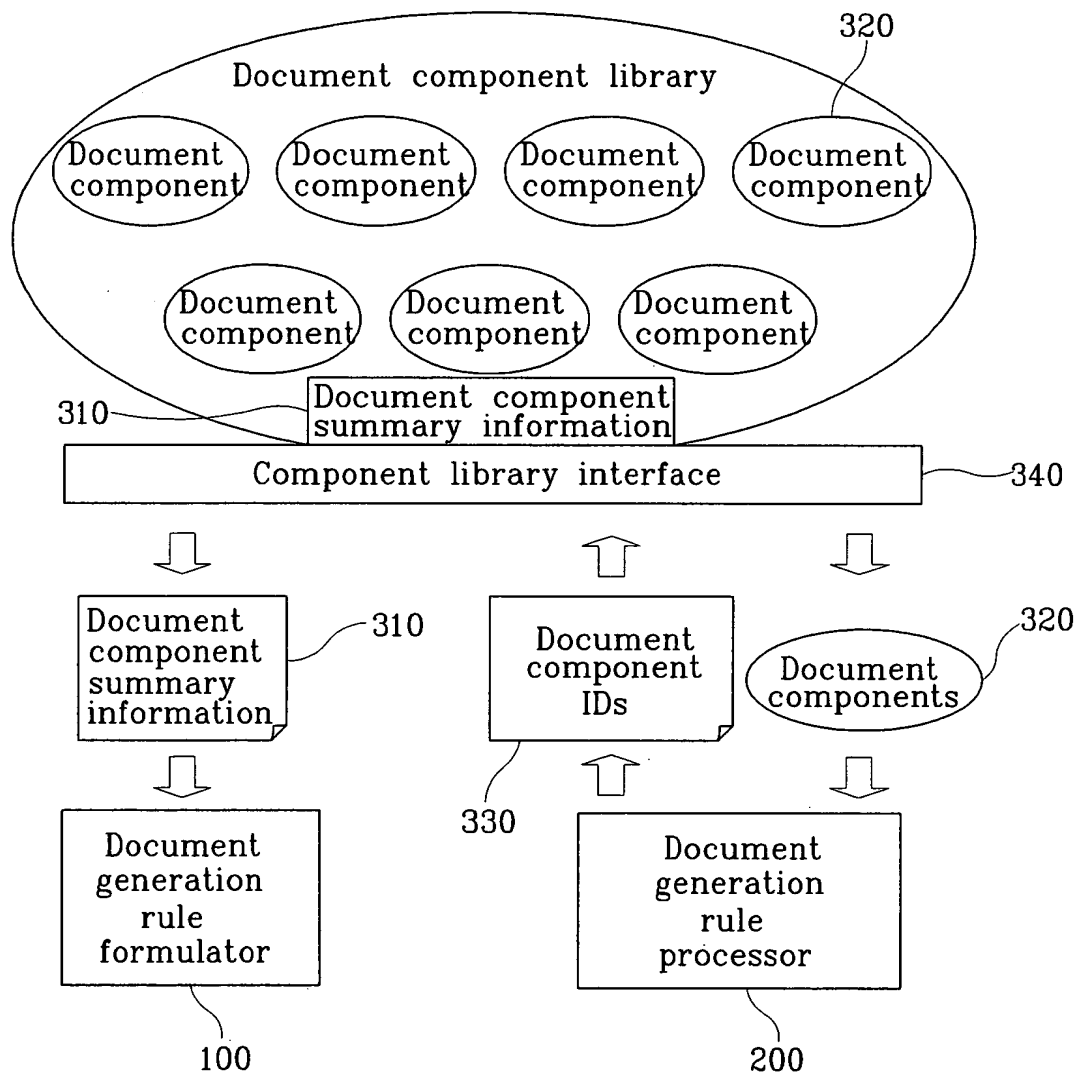 320
Document component library
Document
component
Document
component
Document
component
Document
component
Document
component
Document
component
Document
component
310
Document component
summary information
Component library interface
340
Document
component
summary
information
310
Document
component
IDs
330
320
Document
components
Document
generation
rule
formulator
100
Document
generation
rule
processor
200